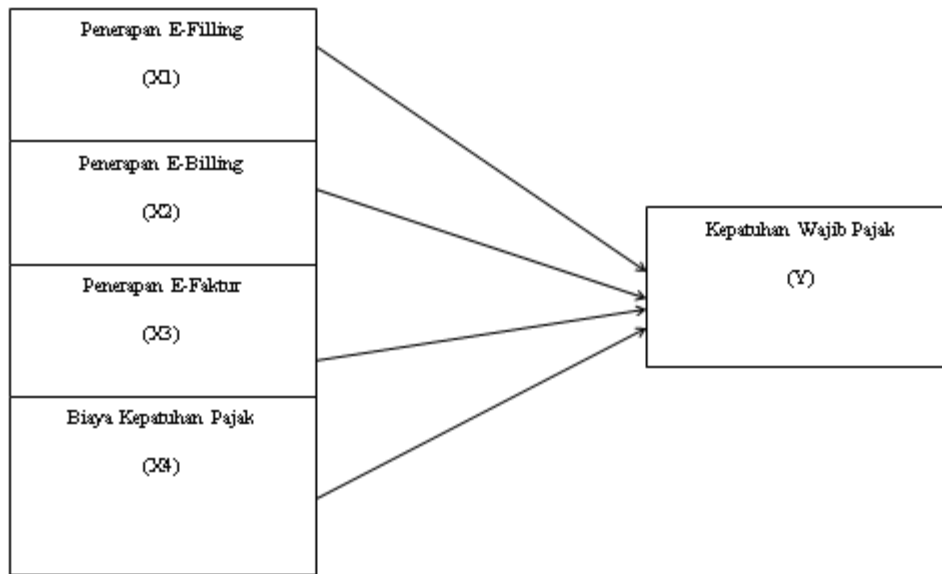 Penerapan E-Filling
(X1)
Penerapan E-Billing
(X2)
Penerapan E-Faktur
(X3)
Biaya Kepatuhan Pajak
(X4)
Kepatuhan Wajib Pajak
(Y)